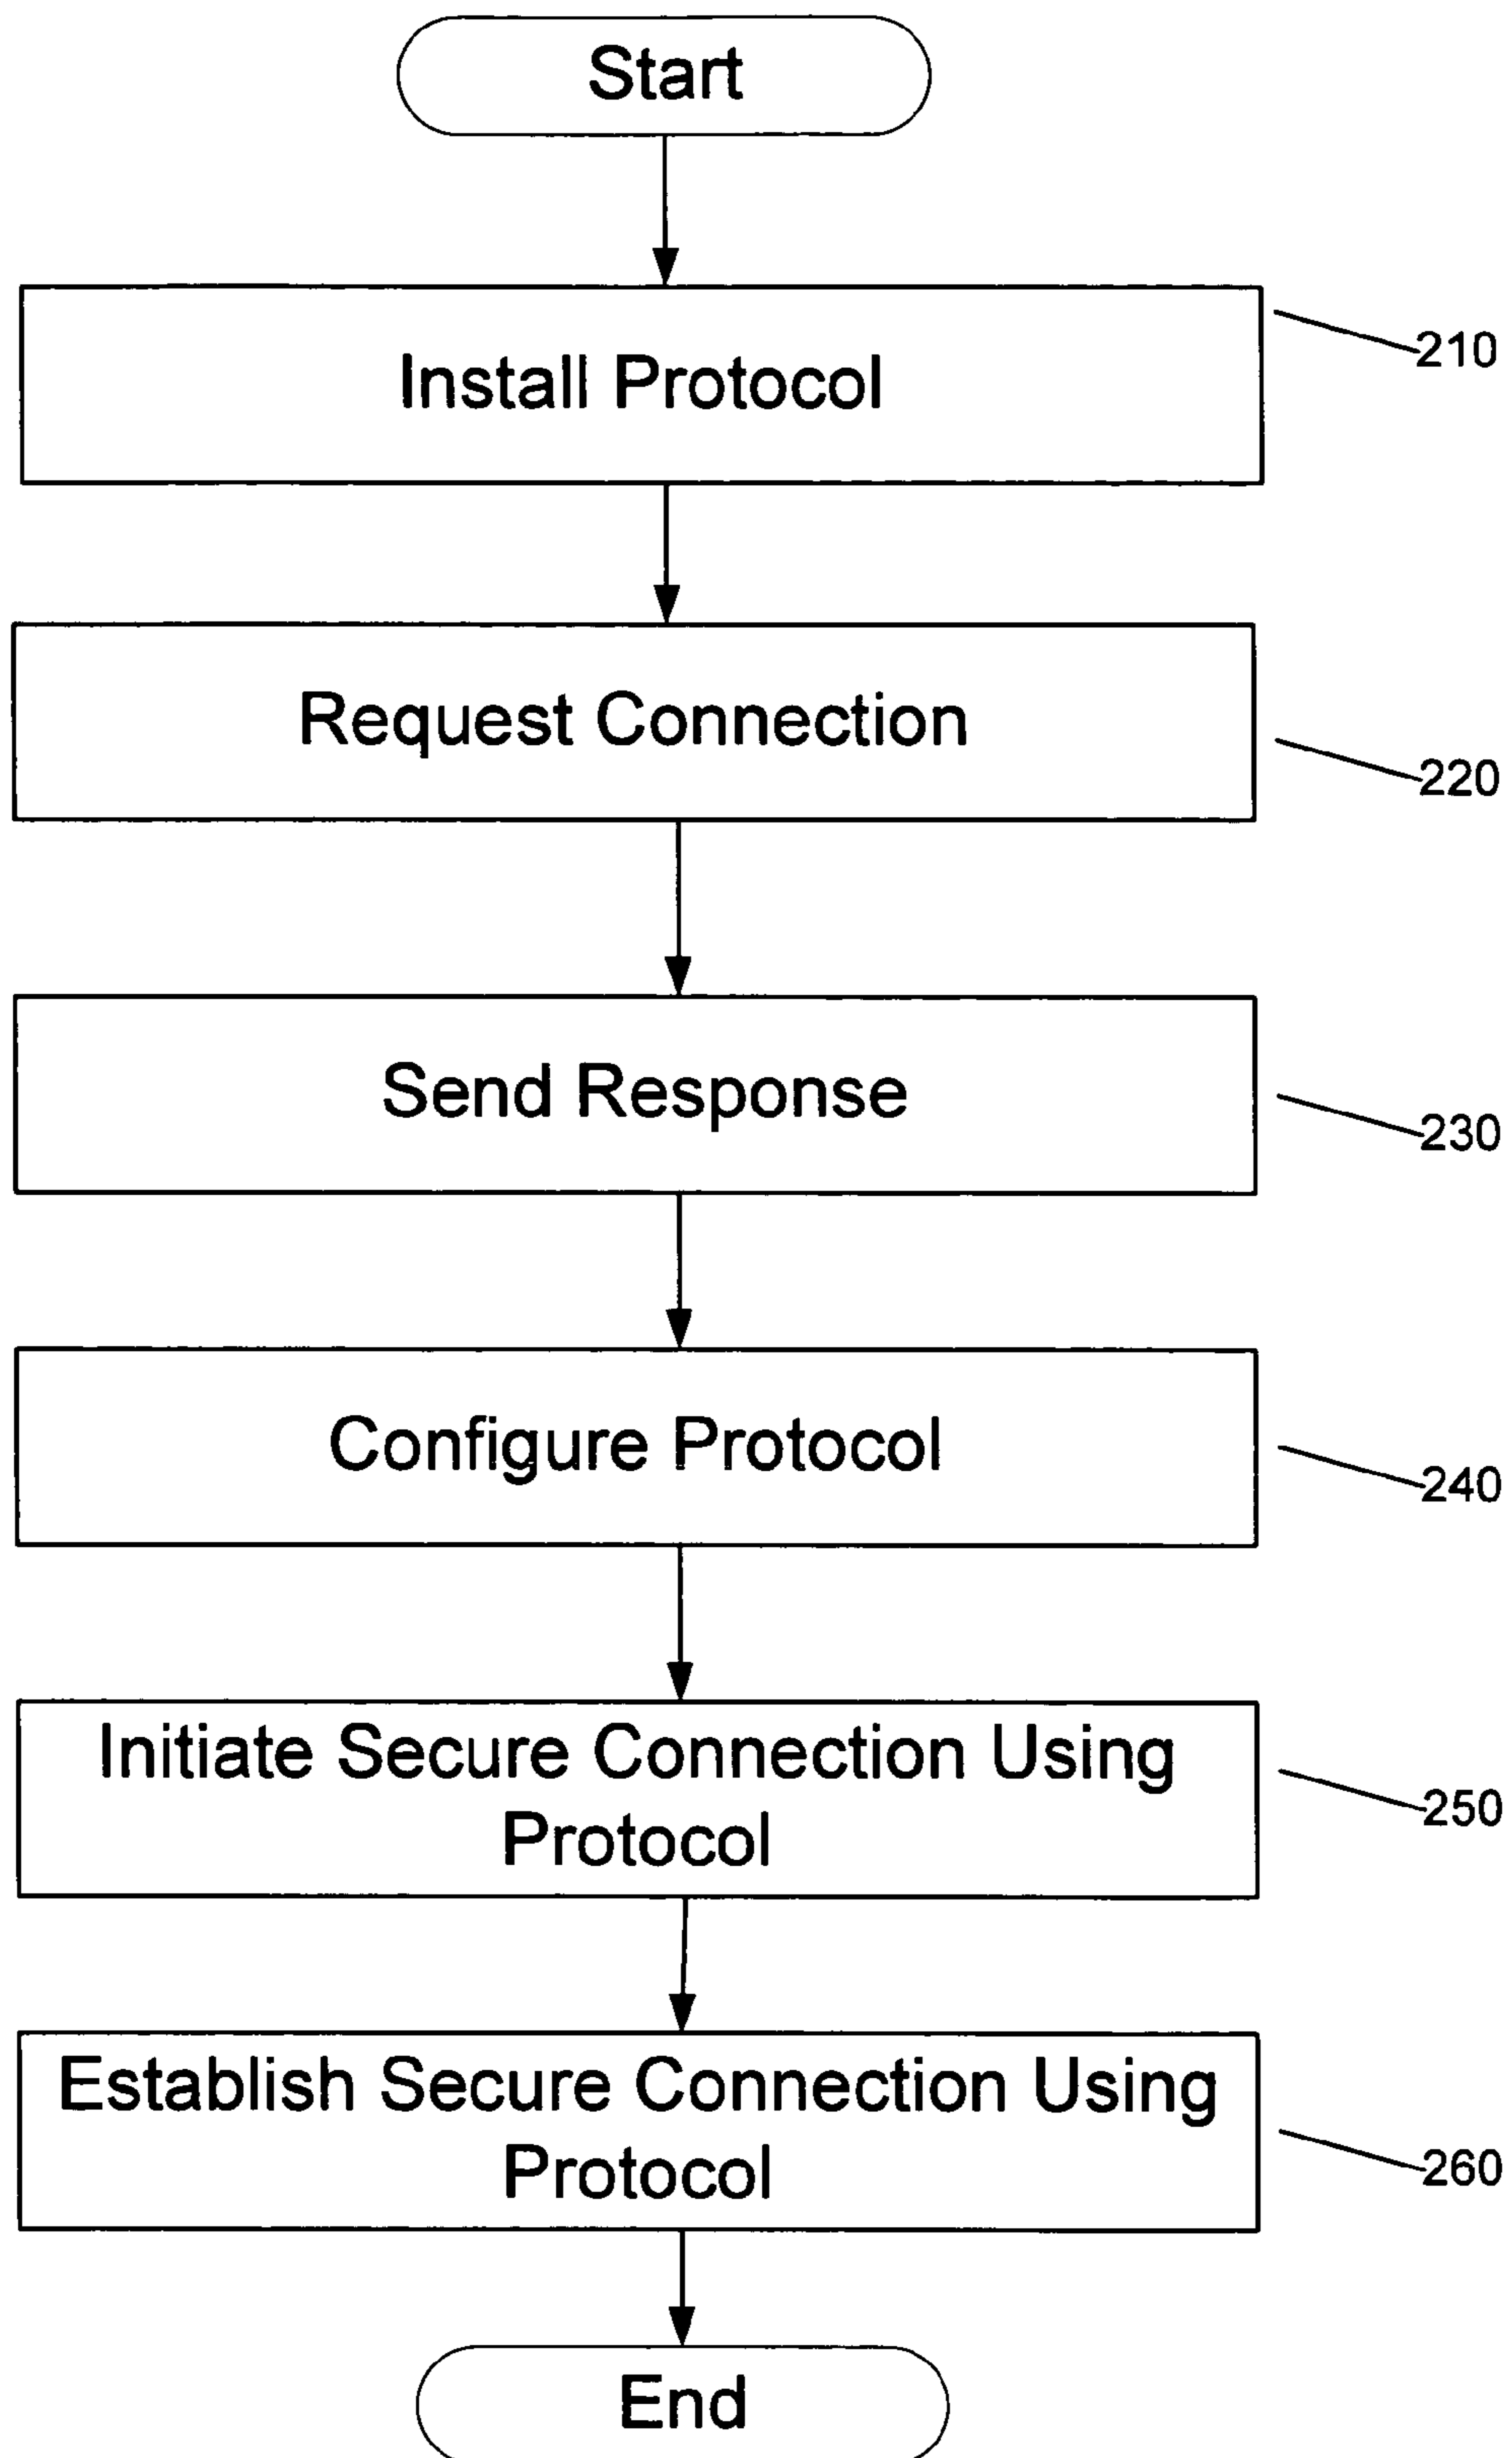 Start
Install Protocol
210
Request Connection
220
Send Response
230
Configure Protocol
240
Initiate Secure Connection Using
Protocol
250
Establish Secure Connection Using
Protocol
260
End